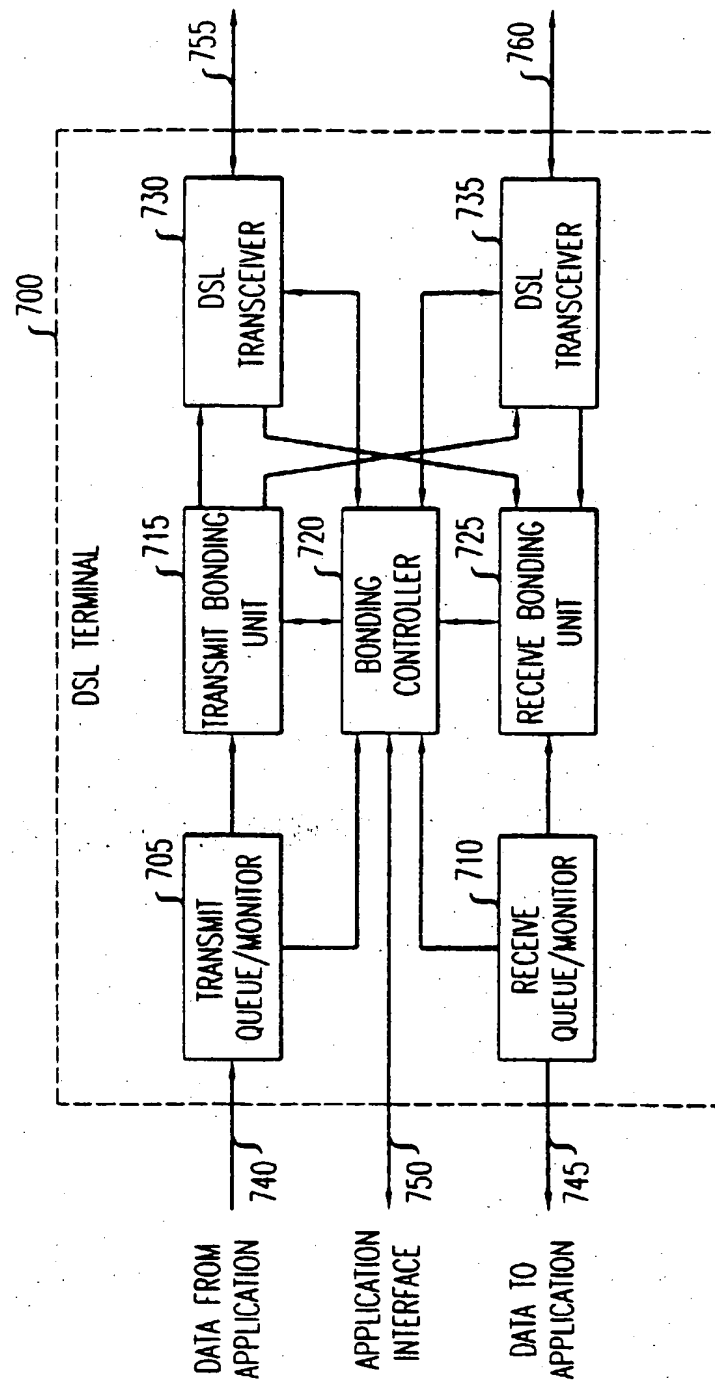 700
DSL TERMINAL
DATA FROM
APPLICATION
740
705
TRANSMIT
QUEUE/MONITOR
715
TRANSMIT BONDING
UNIT
730
DSL
TRANSCEIVER
755
APPLICATION
INTERFACE
750
720
BONDING
CONTROLLER
DATA TO
APPLICATION
745
710
RECEIVE
QUEUE/MONITOR
725
RECEIVE BONDING
UNIT
735
DSL
TRANSCEIVER
760